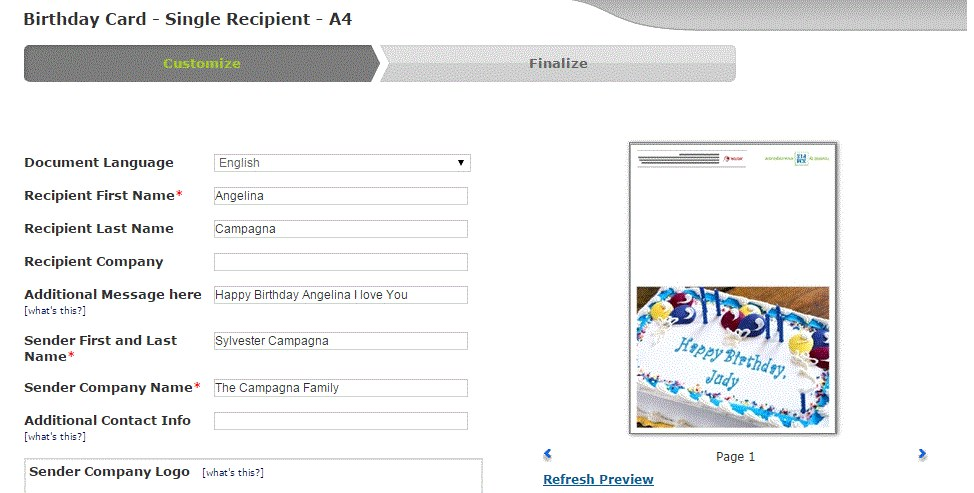 Birthday Card - Single Recipient - A4
Customize
Finalize
Document Language
English
Recipient First Name*
Angelina
Recipient Last Name
Campagna
Recipient Company
Additional Message here
Happy Birthday Angelina I love You
[what's this?]
Sender First and Last
Name*
Sylvester Campagna
Sender Company Name*
The Campagna Family
Additional Contact Info
[what's this?]
Sender Company Logo [what's this?]
Happy Birthday,
Judy
Page 1
Refresh Preview